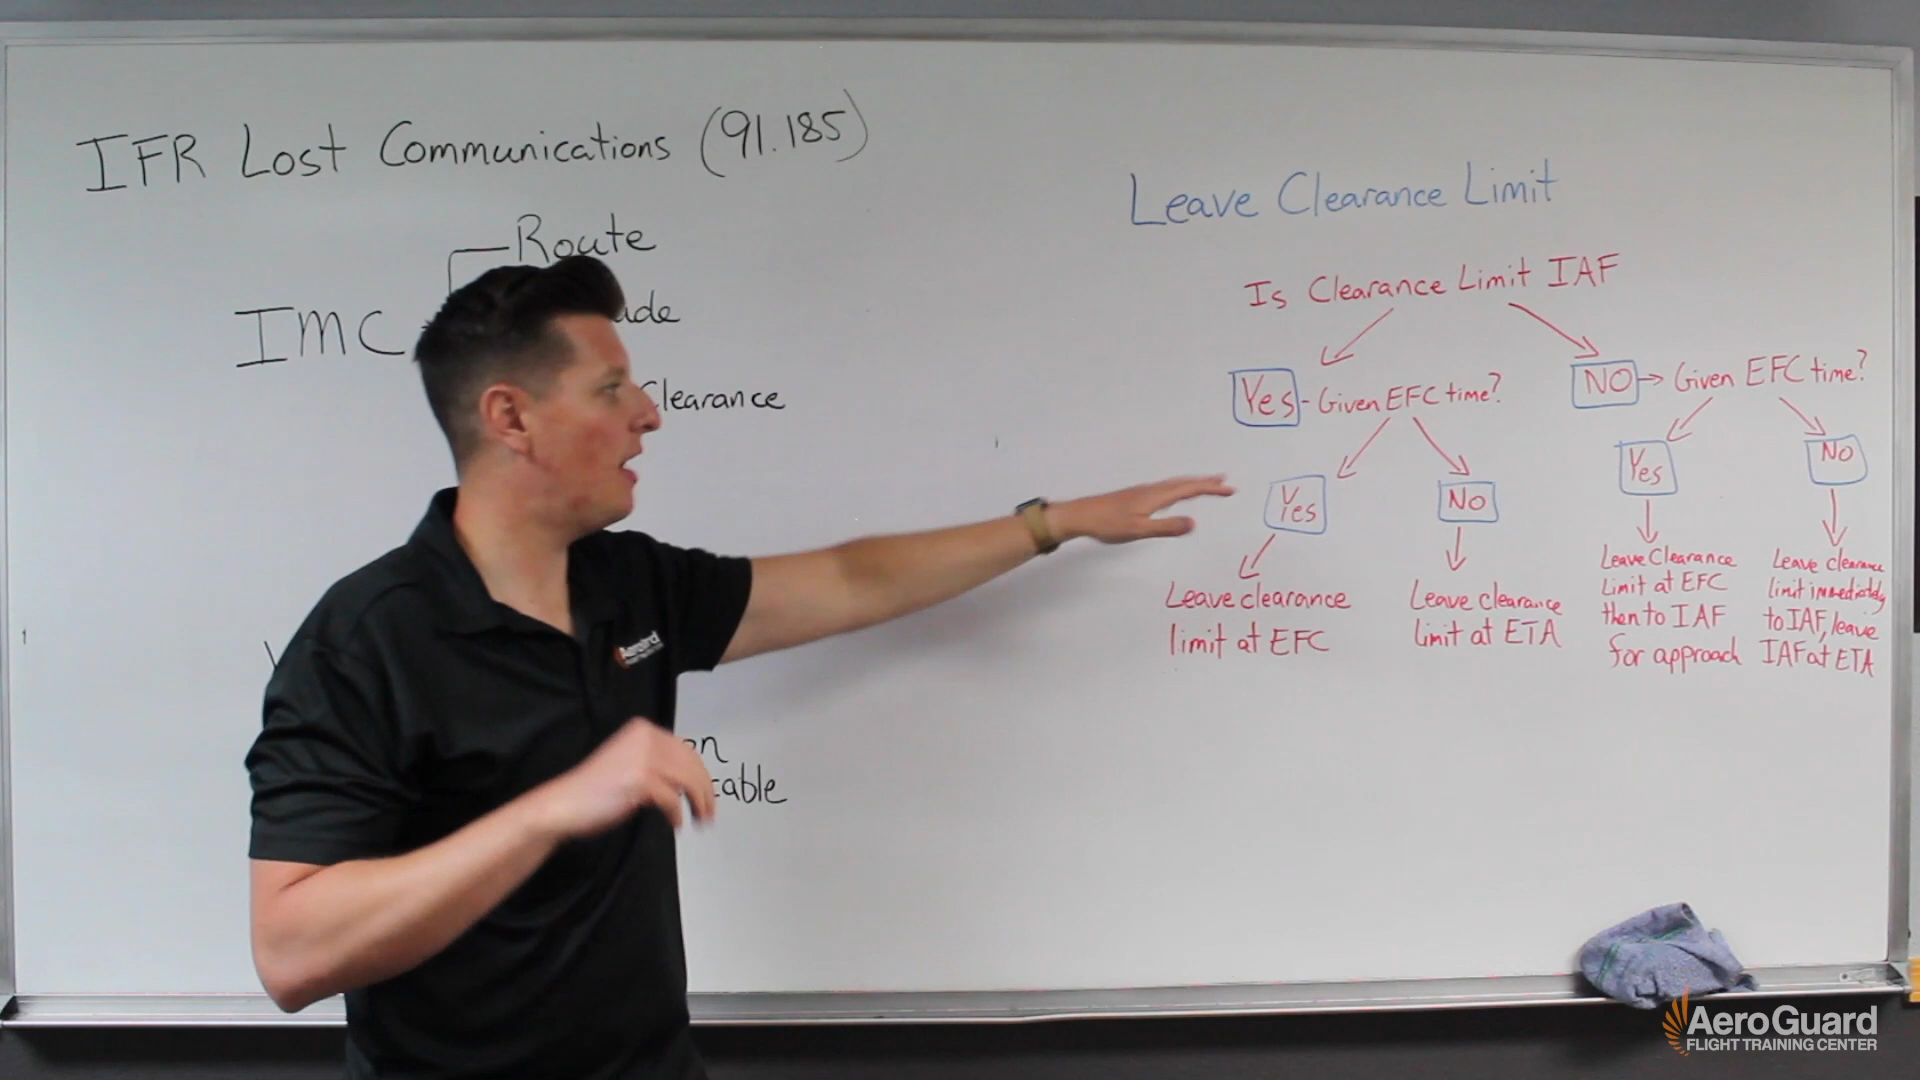 IFR Lost Communications (91.185)
Route
IMC
Clearance
Leave Clearance Limit
Is Clearance Limit IAF
Yes - Given EFC time?
NO → Given EFC time?
Yes
No
Yes
No
Leave clearance
limit at EFC
Leave clearance
limit at ETA
Leave Clearance
Limit at EFC
then to IAF
for approach
Leave clearance
limit immediately
to IAF, leave
IAF at ETA
AeroGuard
AeroGuard
FLIGHT TRAINING CENTER